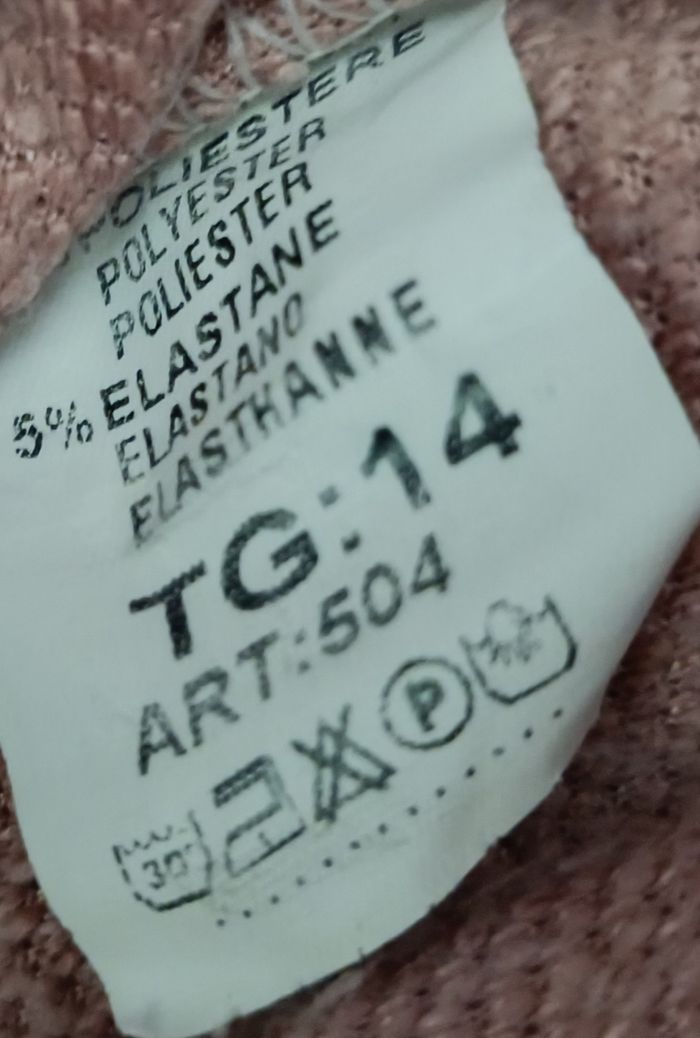 POLIESTERE
POLYESTER
POLIESTER
5% ELASTANE
ELASTANO
ELASTHANNE
TG:14
ART:504
30°
P